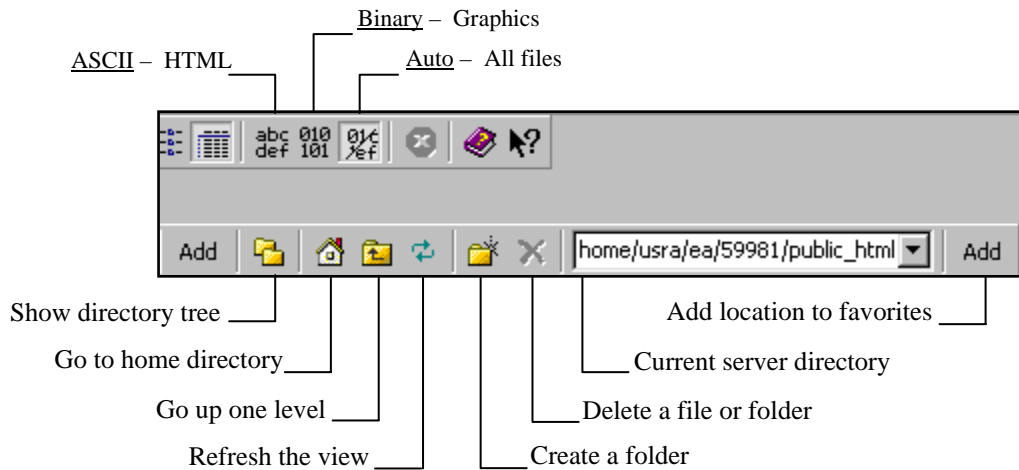 Binary – Graphics
ASCII – HTML
Auto – All files
abc 010
def 101
Add
home/usra/ea/59981/public_html
Add
Show directory tree
Add location to favorites
Go to home directory
Current server directory
Go up one level
Delete a file or folder
Refresh the view
Create a folder